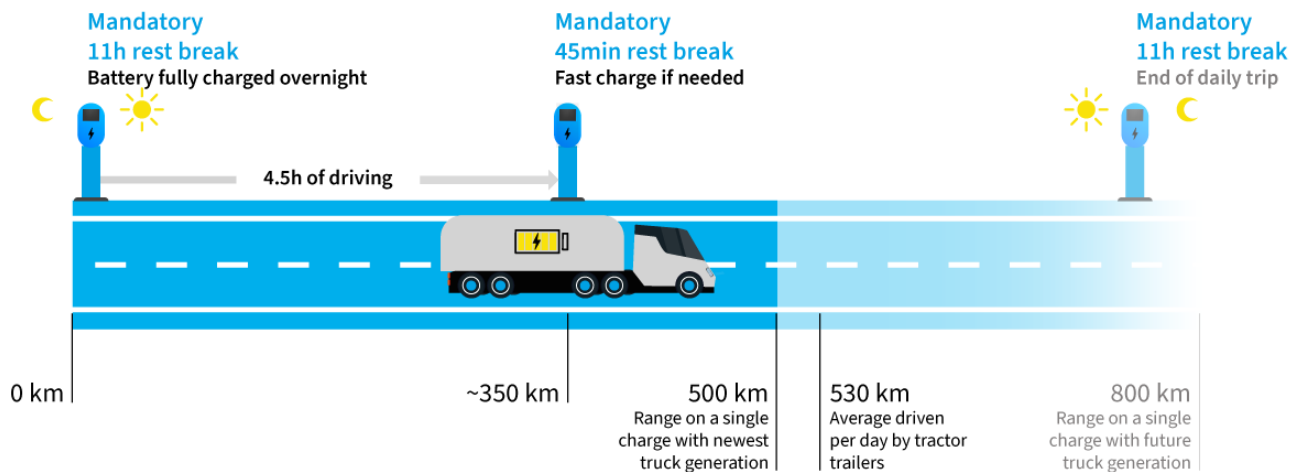 Mandatory
11h rest break
Battery fully charged overnight
Mandatory
45min rest break
Fast charge if needed
Mandatory
11h rest break
End of daily trip
4.5h of driving
0 km
~350 km
500 km
Range on a single
charge with newest
truck generation
530 km
Average driven
per day by tractor
trailers
800 km
Range on a single
charge with future
truck generation